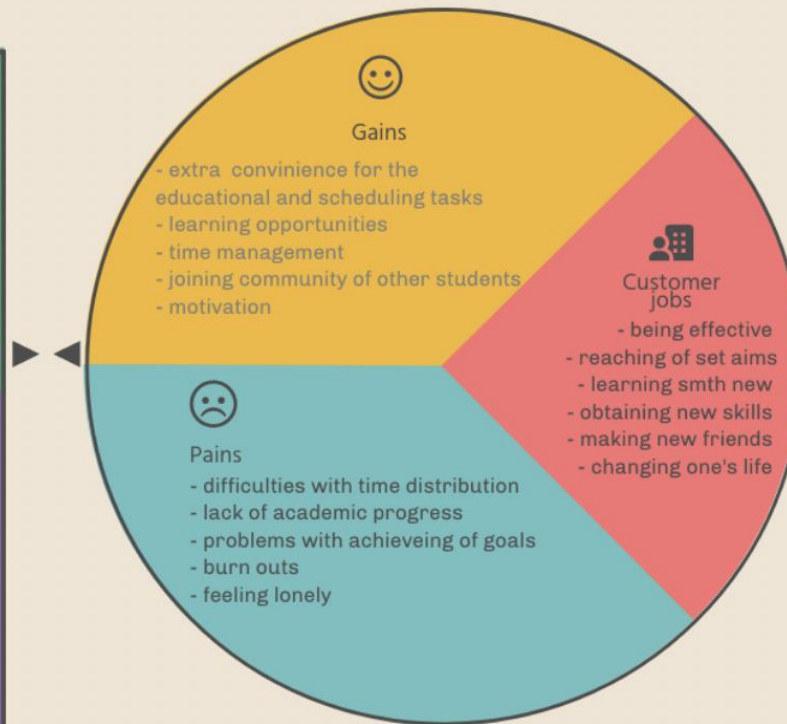 Gains
- extra convinience for the
educational and scheduling tasks
- learning opportunities
- time management
- joining community of other students
- motivation
Customer
jobs
- being effective
- reaching of set aims
- learning smth new
- obtaining new skills
- making new friends
- changing one's life
Pains
- difficulties with time distribution
- lack of academic progress
- problems with achieveing of goals
- burn outs
- feeling lonely